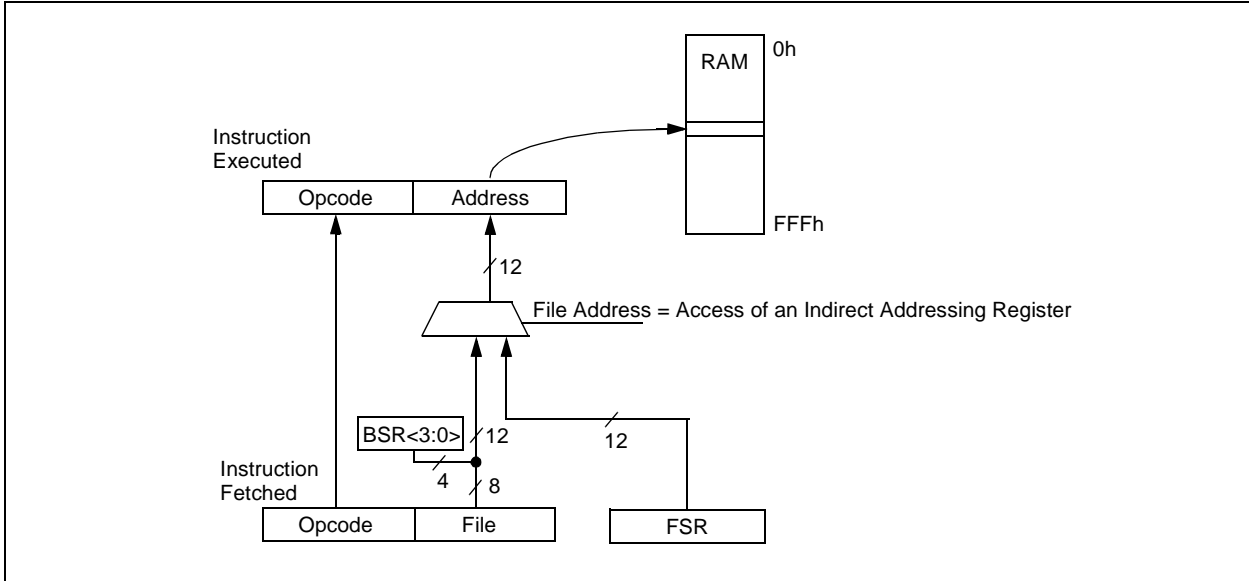 RAM
0h
Instruction
Executed
Opcode
Address
FFFh
12
File Address = Access of an Indirect Addressing Register
BSR<3:0>
12
12
4
Instruction
Fetched
8
Opcode
File
FSR